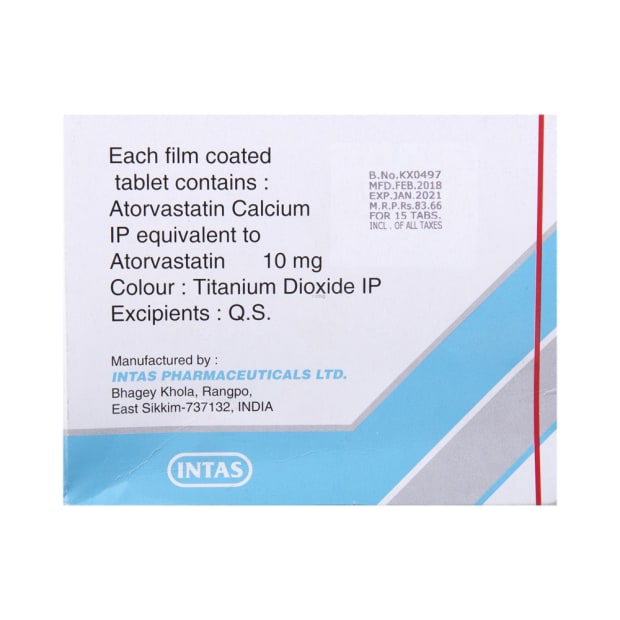 Each film coated
tablet contains :
Atorvastatin Calcium
IP equivalent to
Atorvastatin 10 mg
Colour : Titanium Dioxide IP
Excipients : Q.S.
B.No.KX0497
MFD.FEB.2018
EXP.JAN.2021
M.R.P.Rs.83.66
FOR 15 TABS.
INCL . OF ALL TAXES
Manufactured by :
INTAS PHARMACEUTICALS LTD.
Bhagey Khola, Rangpo,
East Sikkim-737132, INDIA
INTAS